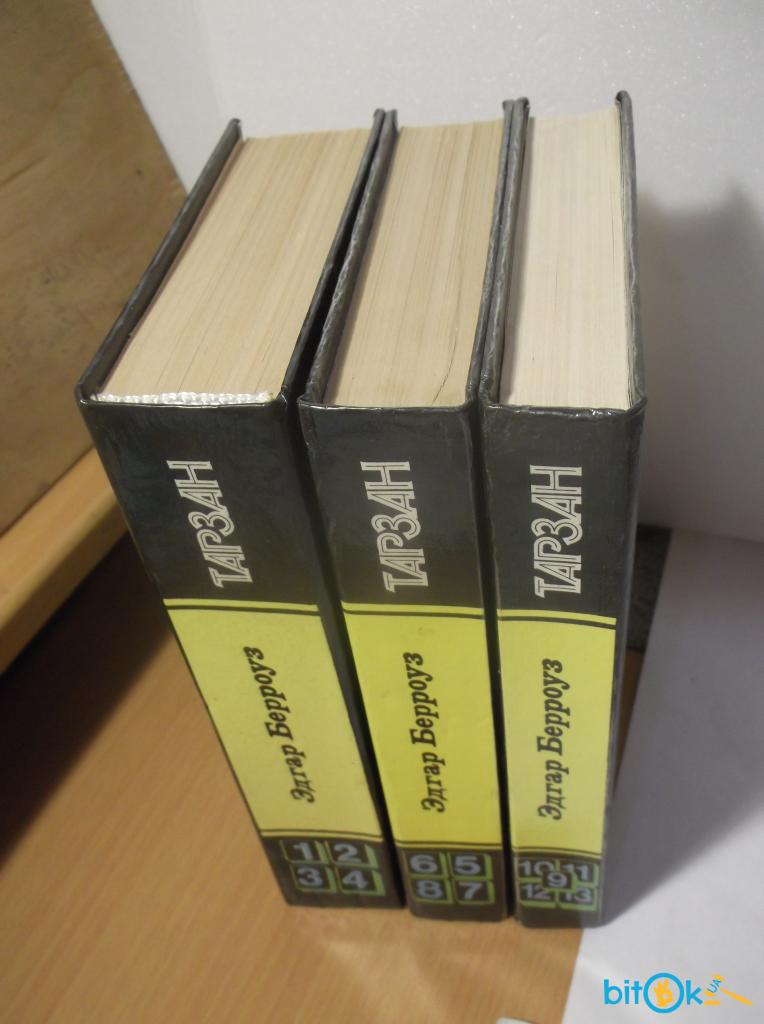 ТАРЗАН
Эдгар Берроуз
1 2
3 4
ТАРЗАН
Эдгар Берроуз
6 5
8 7
ТАРЗАН
Эдгар Берроуз
10 11
9
12 13
bitOk UA